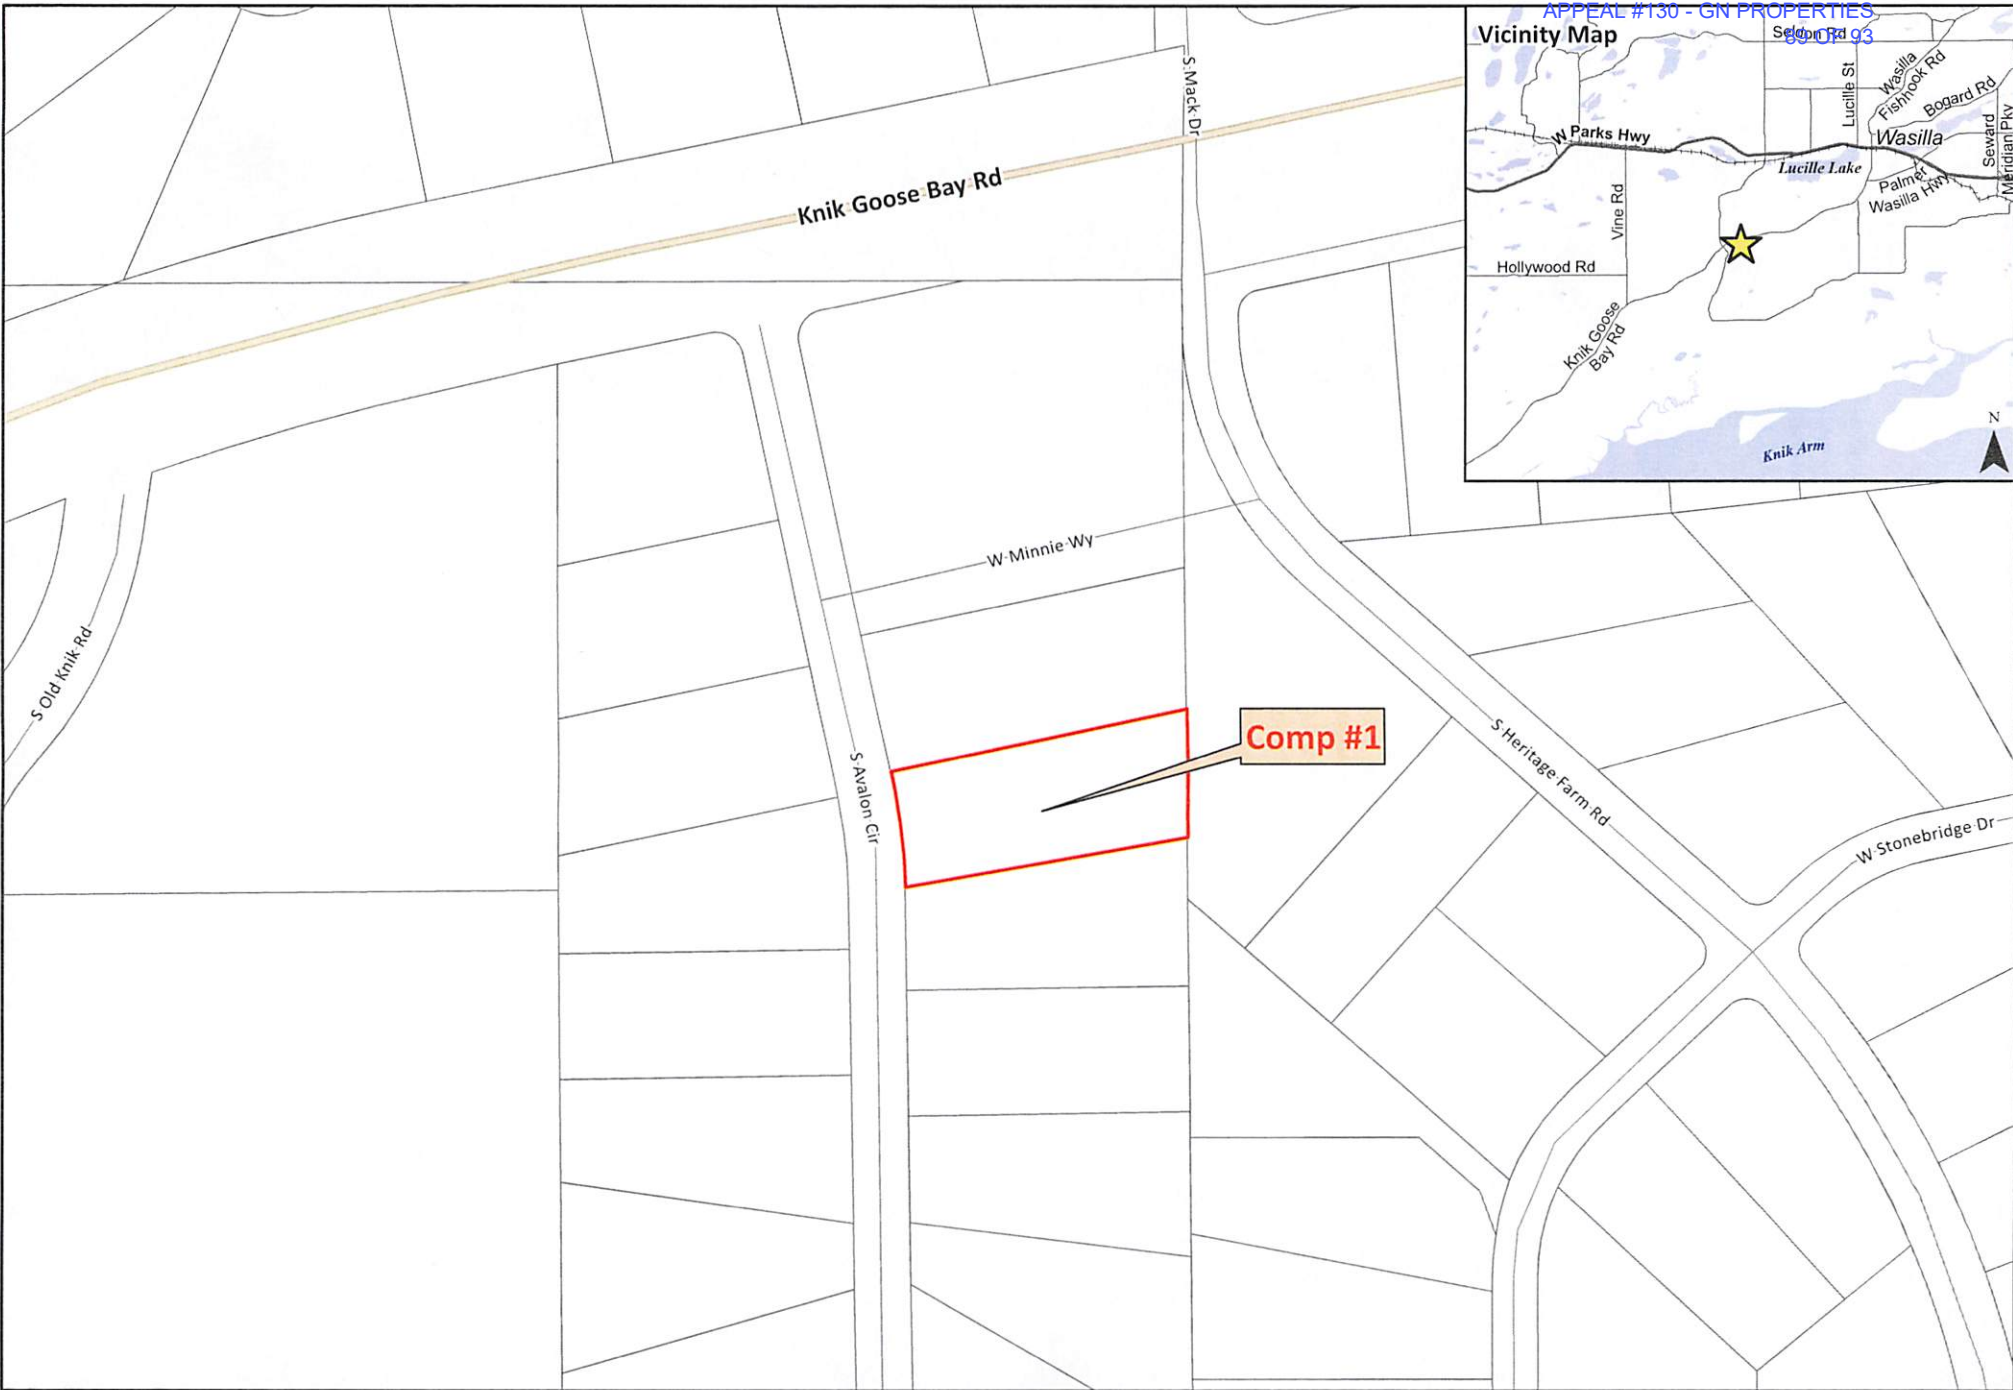 APPEAL #130 - GN PROPERTIES
89 OF 93
Vicinity Map
Seldon Rd
Lucille St
Wasilla
Fishhook Rd
Bogard Rd
Seward
Meridian Pky
W Parks Hwy
Wasilla
Lucille Lake
Palmer
Wasilla Hwy
Vine Rd
Hollywood Rd
Knik Goose
Bay Rd
Knik Arm
N
S Mack Dr
Knik Goose Bay Rd
W Minnie Wy
S Old Knik Rd
S Avalon Cir
Comp #1
S Heritage Farm Rd
W Stonebridge Dr